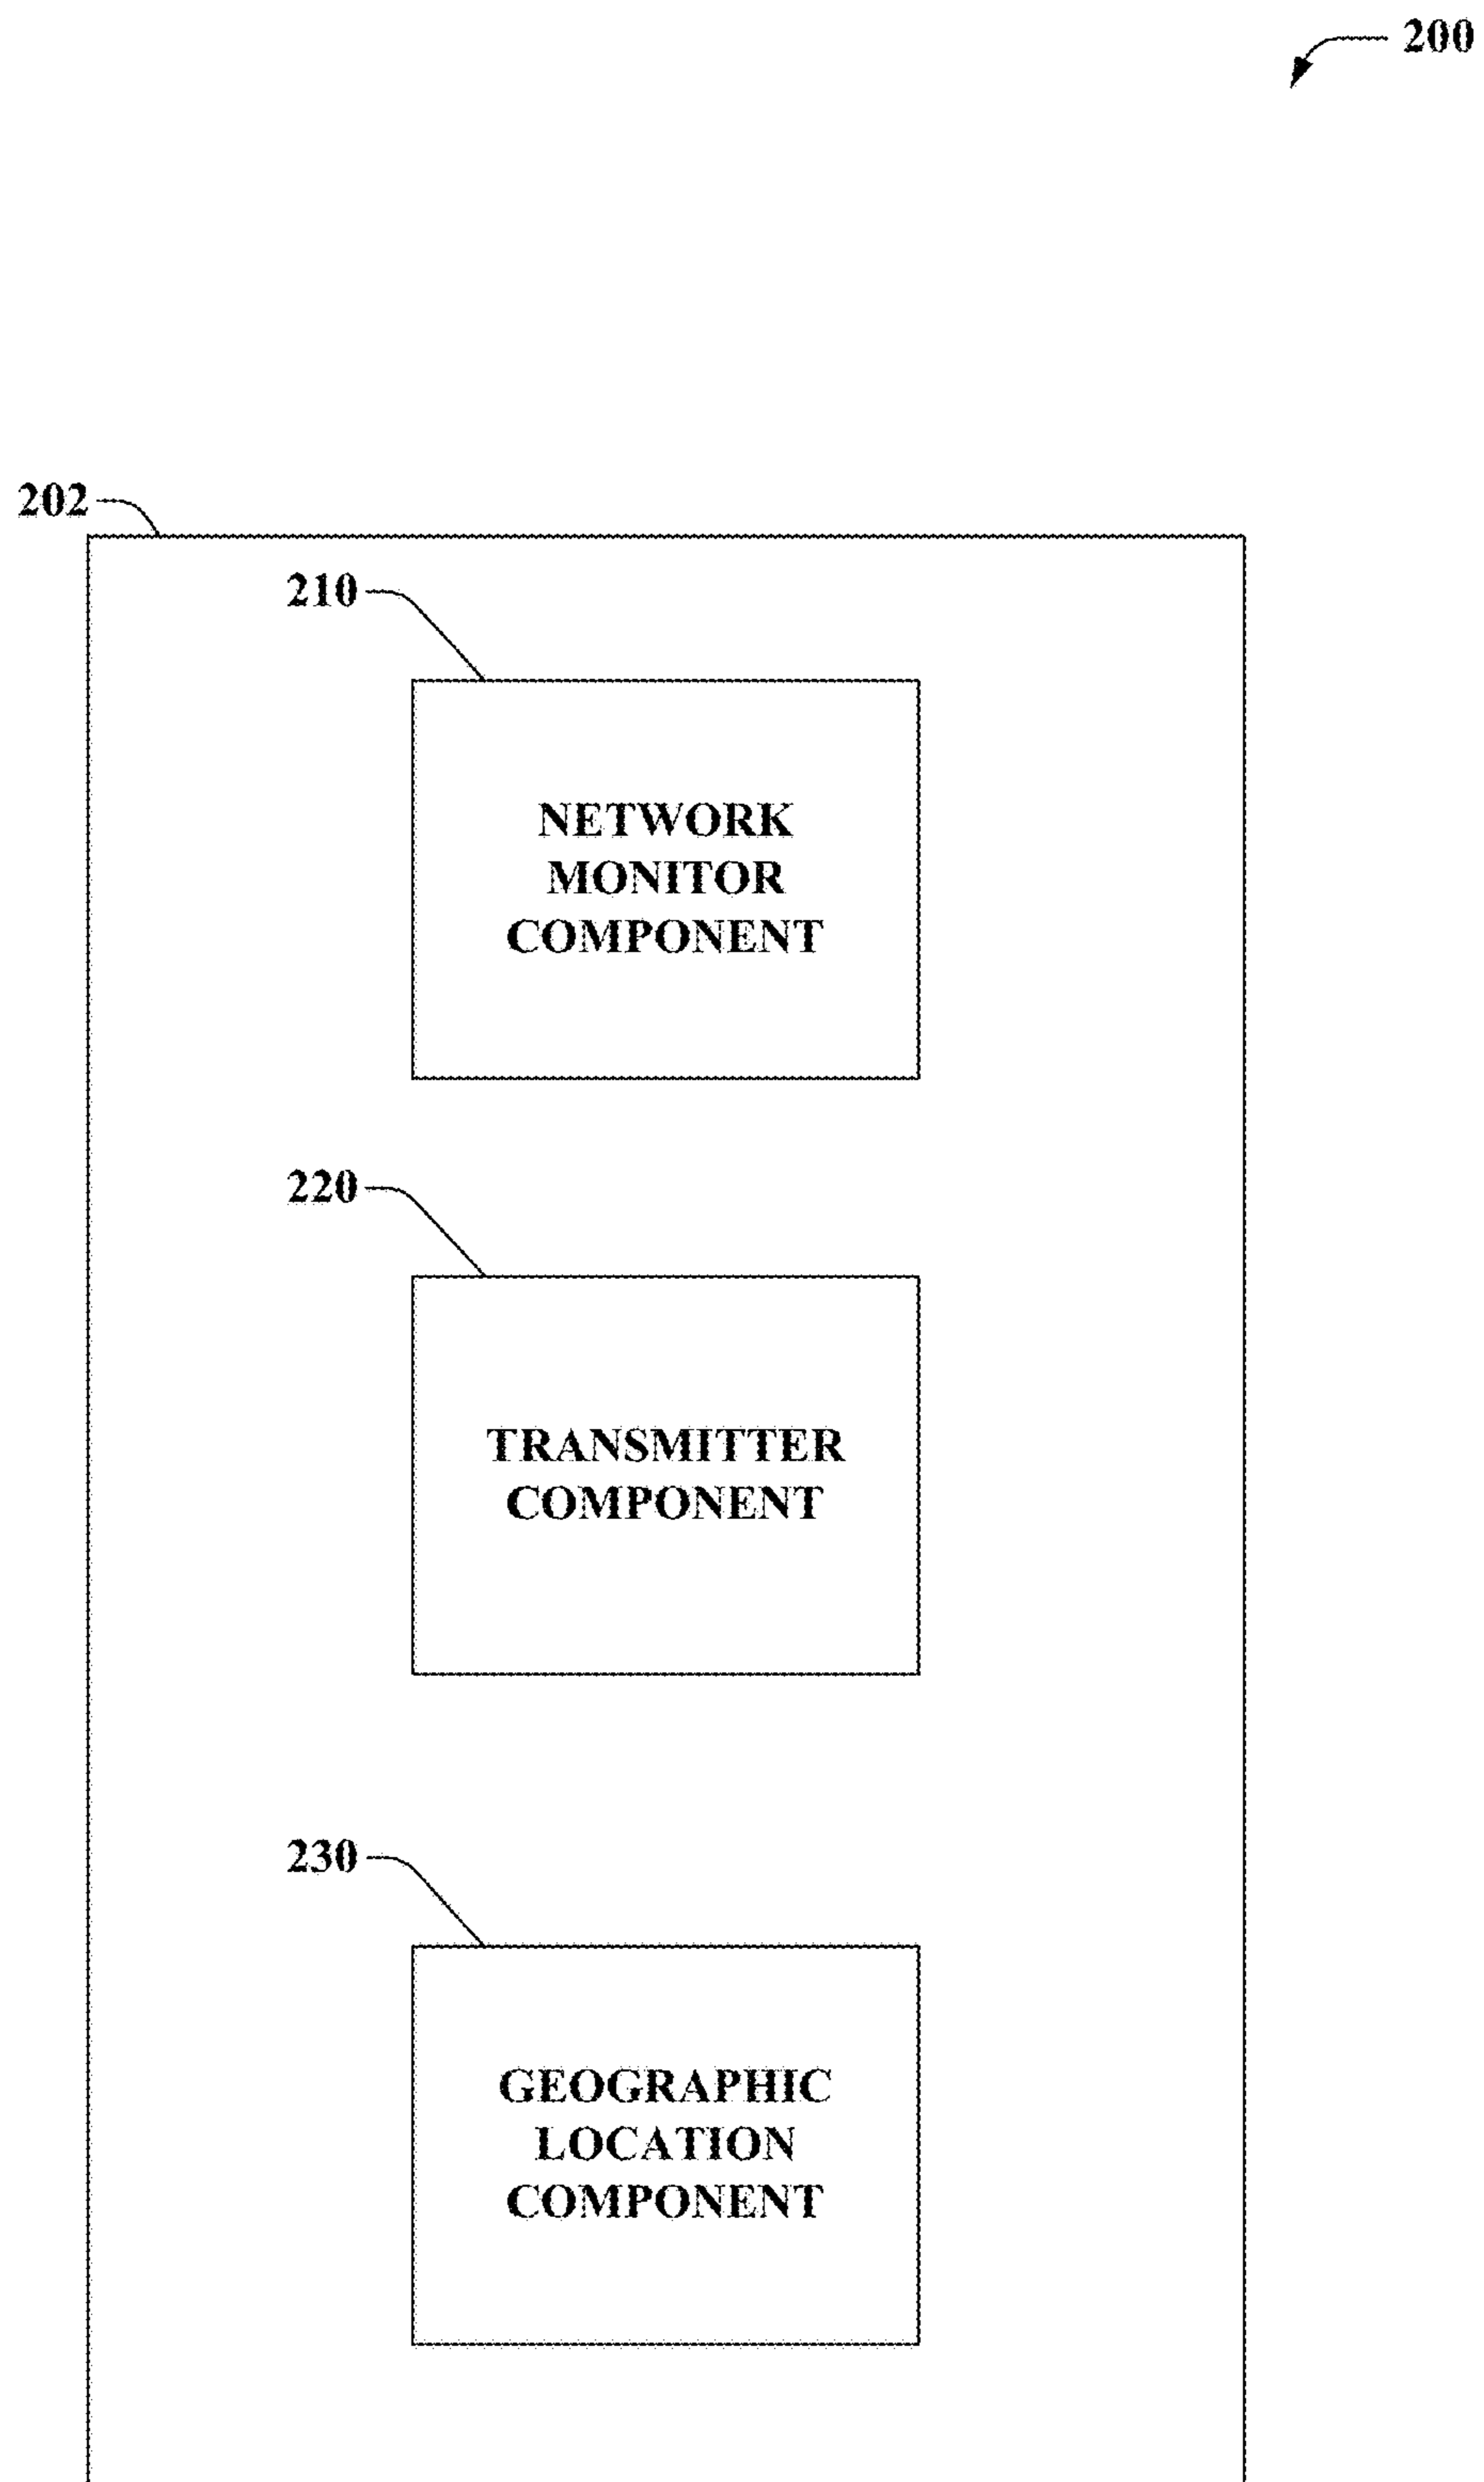 200
202
210
NETWORK
MONITOR
COMPONENT
220
TRANSMITTER
COMPONENT
230
GEOGRAPHIC
LOCATION
COMPONENT